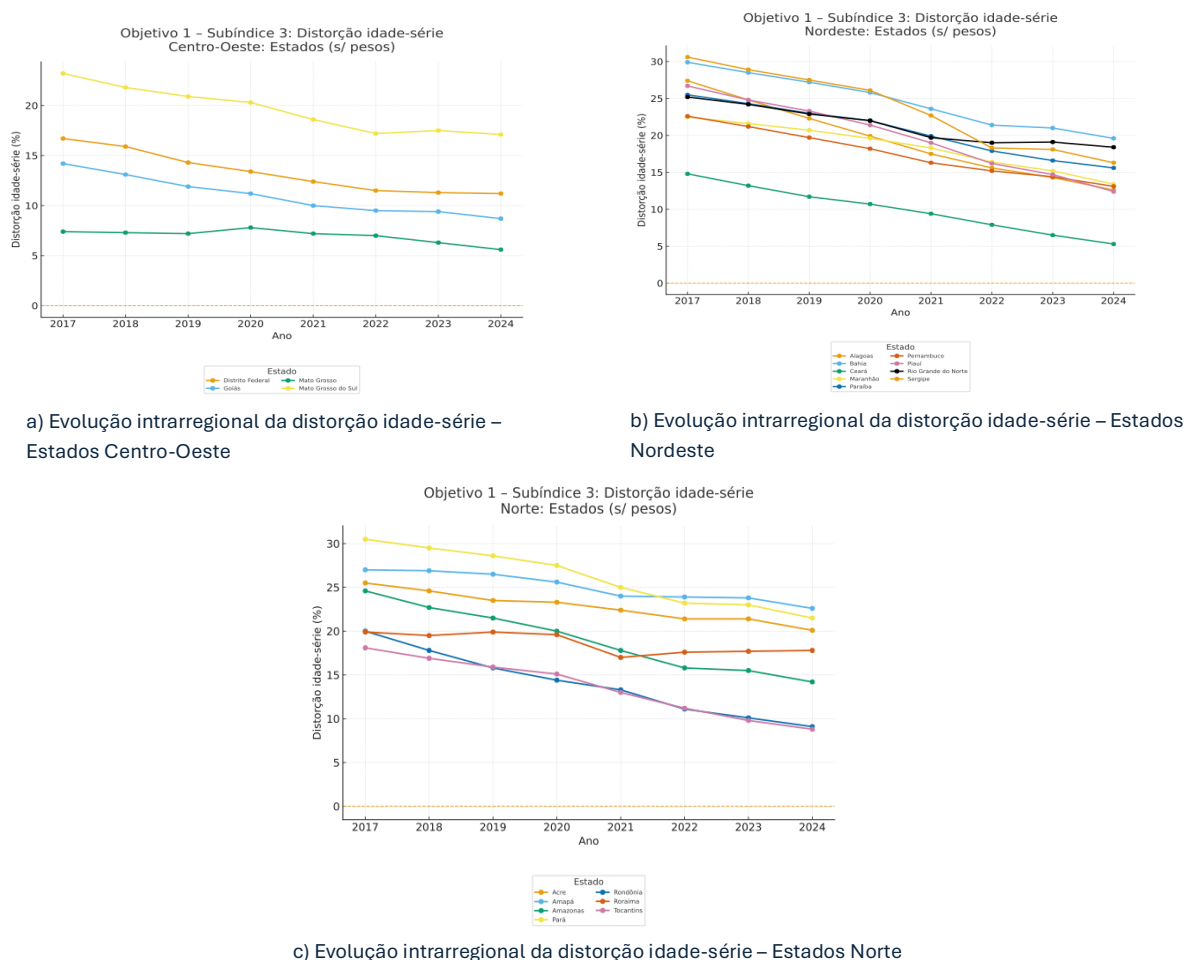 Objetivo 1 – Subíndice 3: Distorção idade-série
Centro-Oeste: Estados (s/ pesos)
Distorção idade-série (%)
20
15
10
5
0
2017 2018 2019 2020 2021 2022 2023 2024
Ano
Estado
Distrito Federal Mato Grosso
Goiás Mato Grosso do Sul
a) Evolução intrarregional da distorção idade-série –
Estados Centro-Oeste
Objetivo 1 – Subíndice 3: Distorção idade-série
Nordeste: Estados (s/ pesos)
Distorção idade-série (%)
30
25
20
15
10
5
0
2017 2018 2019 2020 2021 2022 2023 2024
Ano
Estado
Alagoas Pernambuco
Bahia Piauí
Ceará Rio Grande do Norte
Maranhão Sergipe
Paraíba
b) Evolução intrarregional da distorção idade-série – Estados
Nordeste
Objetivo 1 – Subíndice 3: Distorção idade-série
Norte: Estados (s/ pesos)
Distorção idade-série (%)
30
25
20
15
10
5
0
2017 2018 2019 2020 2021 2022 2023 2024
Ano
Estado
Acre Rondônia
Amapá Roraima
Amazonas Tocantins
Pará
c) Evolução intrarregional da distorção idade-série – Estados Norte